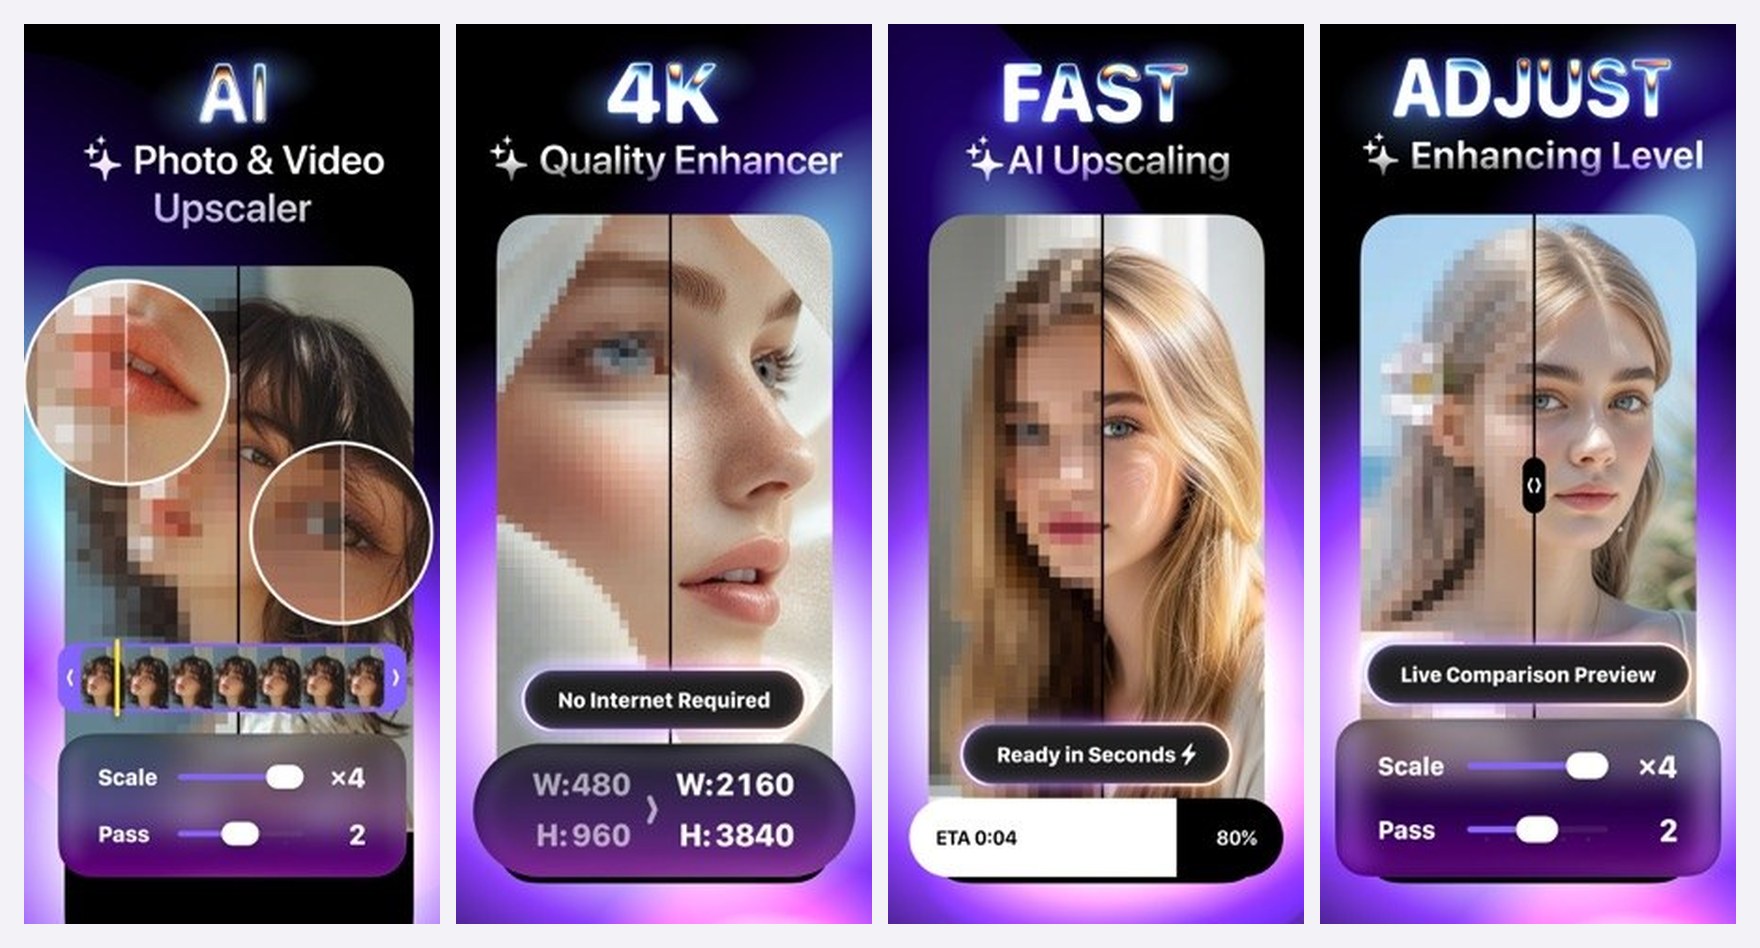 AI
Photo & Video
Upscaler
Scale ×4
Pass 2
4K
Quality Enhancer
No Internet Required
W:480 W:2160
H:960 H:3840
FAST
AI Upscaling
Ready in Seconds
ETA 0:04 80%
ADJUST
Enhancing Level
Live Comparison Preview
Scale ×4
Pass 2